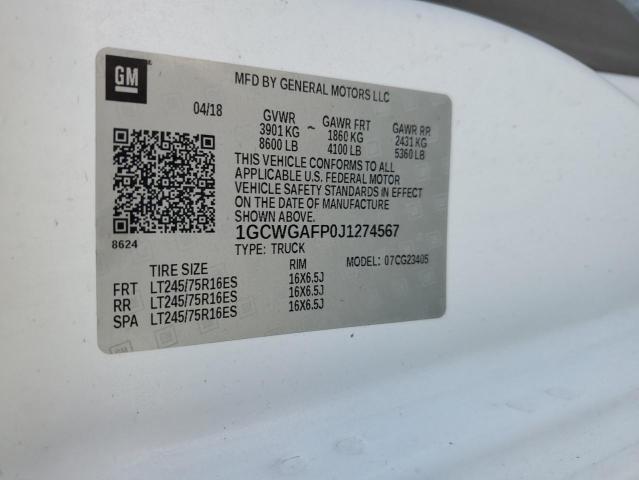 GM
MFD BY GENERAL MOTORS LLC
04/18 GVWR GAWR FRT GAWR RR
3901 KG ~ 1860 KG 2431 KG
8600 LB 4100 LB 5360 LB
THIS VEHICLE CONFORMS TO ALL
APPLICABLE U.S. FEDERAL MOTOR
VEHICLE SAFETY STANDARDS IN EFFECT
ON THE DATE OF MANUFACTURE
SHOWN ABOVE.
8624
1GCWGAFP0J1274567
TYPE: TRUCK MODEL: 07CG23405
TIRE SIZE RIM
FRT LT245/75R16ES 16X6.5J
RR LT245/75R16ES 16X6.5J
SPA LT245/75R16ES 16X6.5J